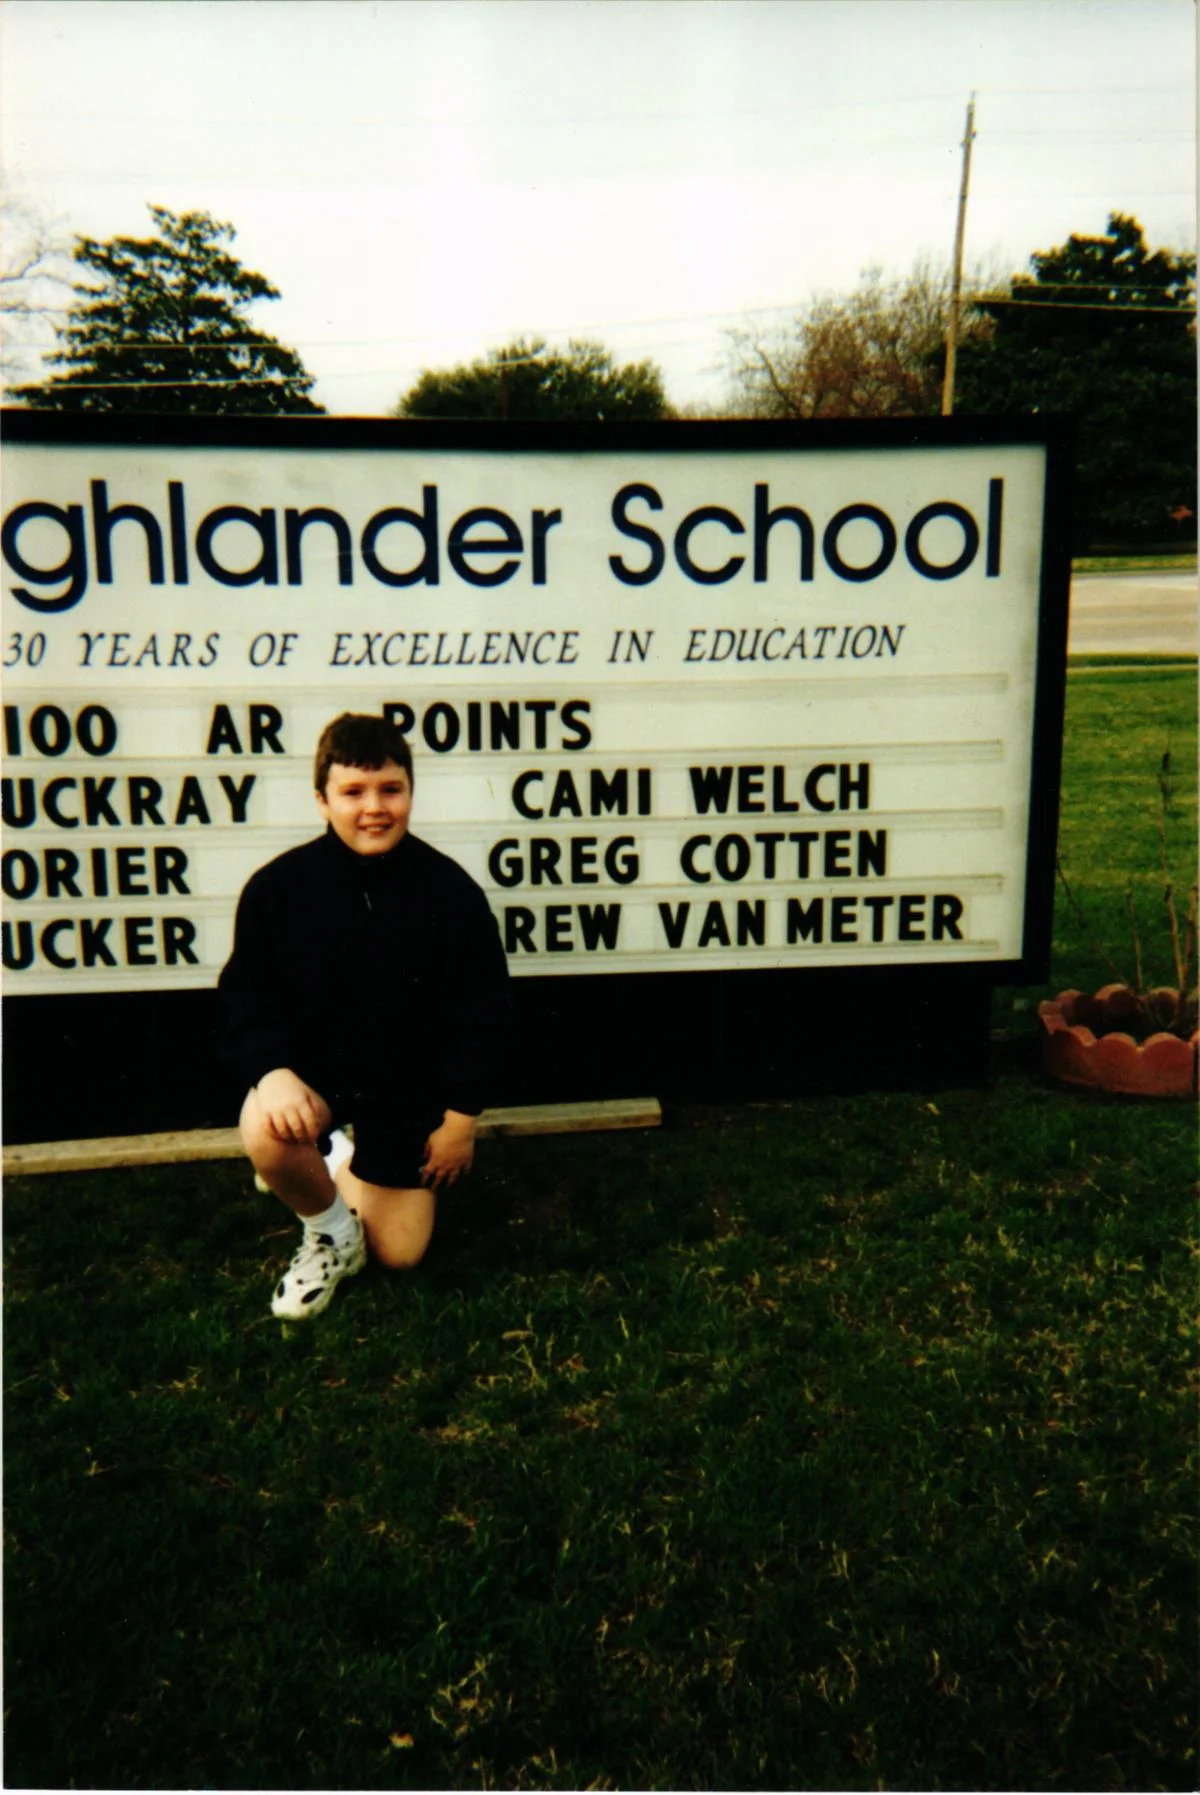 ghlander School
30 YEARS OF EXCELLENCE IN EDUCATION
100 AR POINTS
UCKRAY CAMI WELCH
ORIER GREG COTTEN
UCKER REW VAN METER